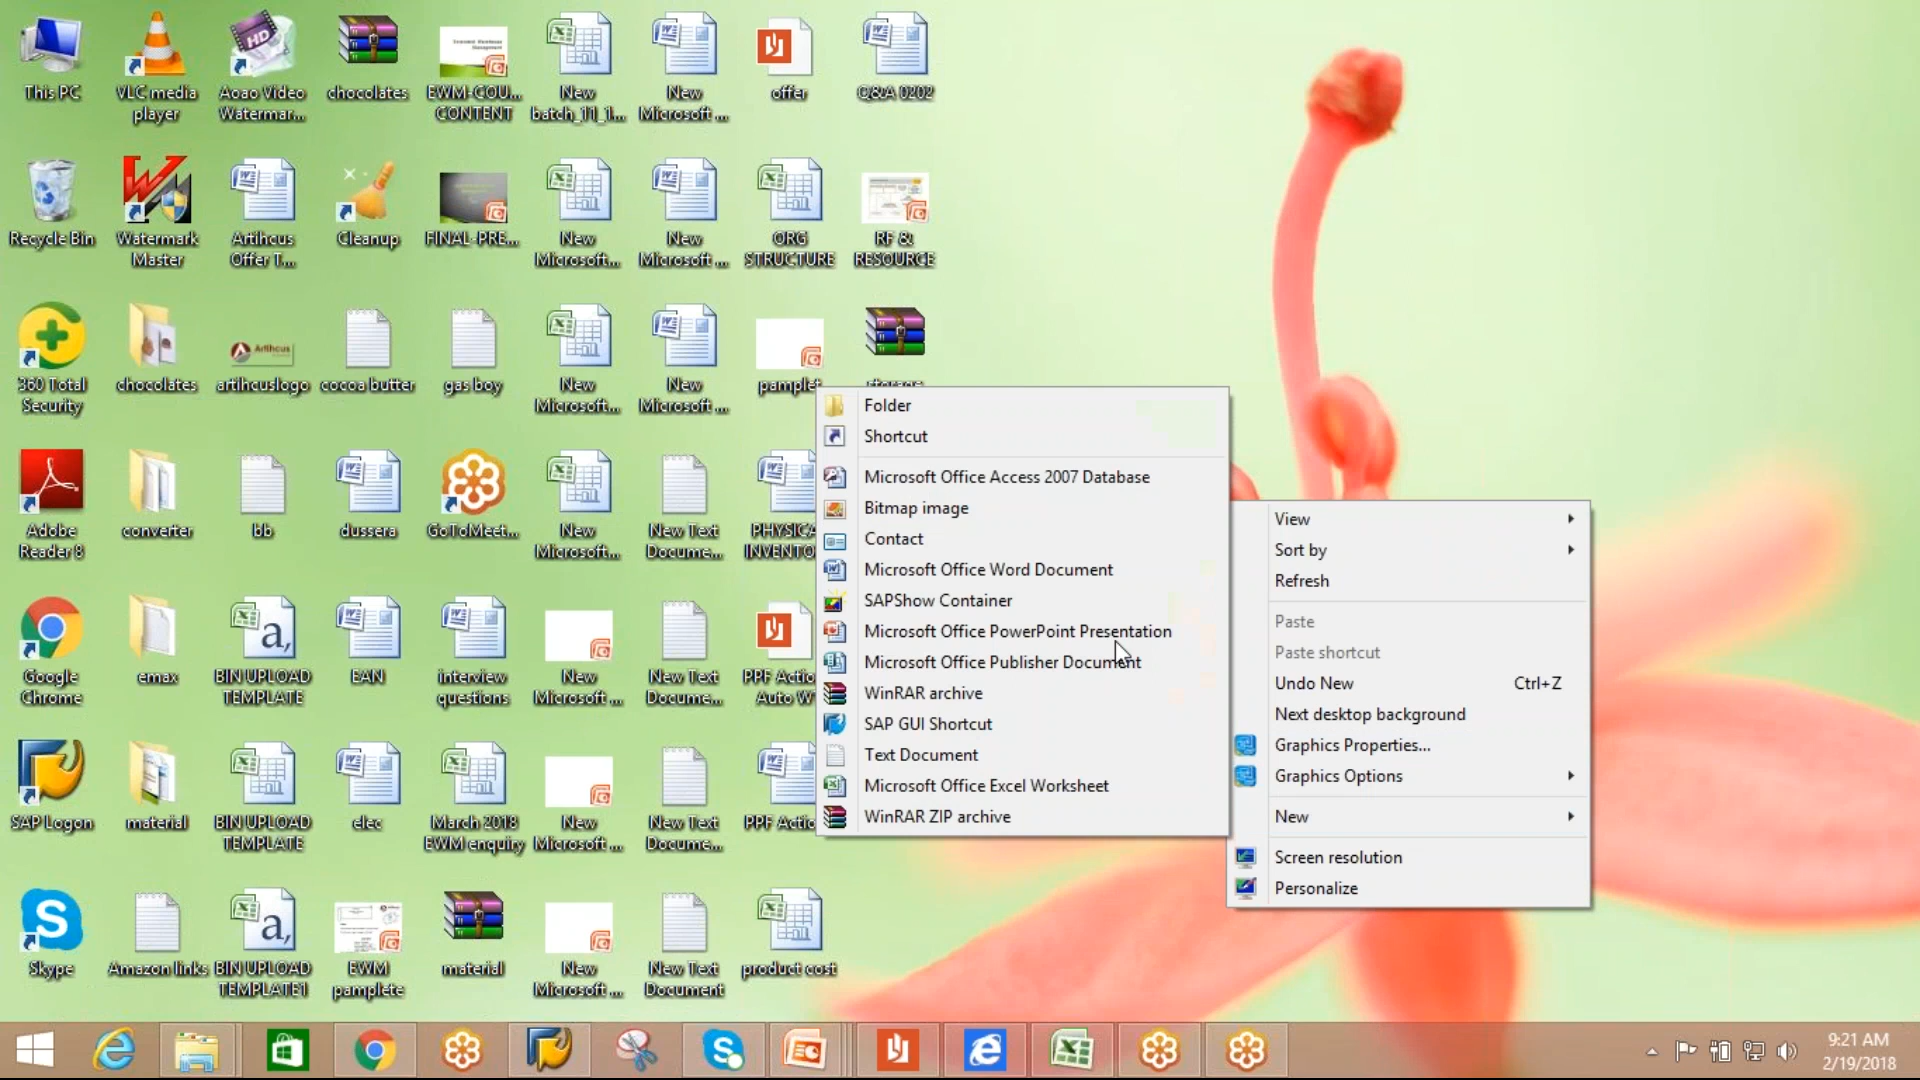 This PC
VLC media
player
Aoao Video
Watermar...
chocolates
EWM-COU...
CONTENT
New
batch_11_1...
New
Microsoft ...
offer
Q&A 0202
Recycle Bin
Watermark
Master
Artihcus
Offer T...
Cleanup
FINAL-PRE...
New
Microsoft...
New
Microsoft ...
ORG
STRUCTURE
RF &
RESOURCE
360 Total
Security
chocolates
Artihcus
artihcuslogo
cocoa butter
gas boy
New
Microsoft...
New
Microsoft ...
pamplet
storage
Adobe
Reader 8
converter
bb
dussera
GoToMeet...
New
Microsoft...
New Text
Docume...
PHYSICA
INVENTO
Google
Chrome
emax
BIN UPLOAD
TEMPLATE
EAN
interview
questions
New
Microsoft ...
New Text
Docume...
PPF Actio
Auto W
SAP Logon
material
BIN UPLOAD
TEMPLATE
elec
March 2018
EWM enquiry
New
Microsoft ...
New Text
Docume...
PPF Actio
Skype
Amazon links
BIN UPLOAD
TEMPLATE1
EWM
pamplete
material
New
Microsoft ...
New Text
Document
product cost
Folder
Shortcut
Microsoft Office Access 2007 Database
Bitmap image
Contact
Microsoft Office Word Document
SAPShow Container
Microsoft Office PowerPoint Presentation
Microsoft Office Publisher Document
WinRAR archive
SAP GUI Shortcut
Text Document
Microsoft Office Excel Worksheet
WinRAR ZIP archive
View
Sort by
Refresh
Paste
Paste shortcut
Undo New Ctrl+Z
Next desktop background
Graphics Properties...
Graphics Options
New
Screen resolution
Personalize
9:21 AM
2/19/2018